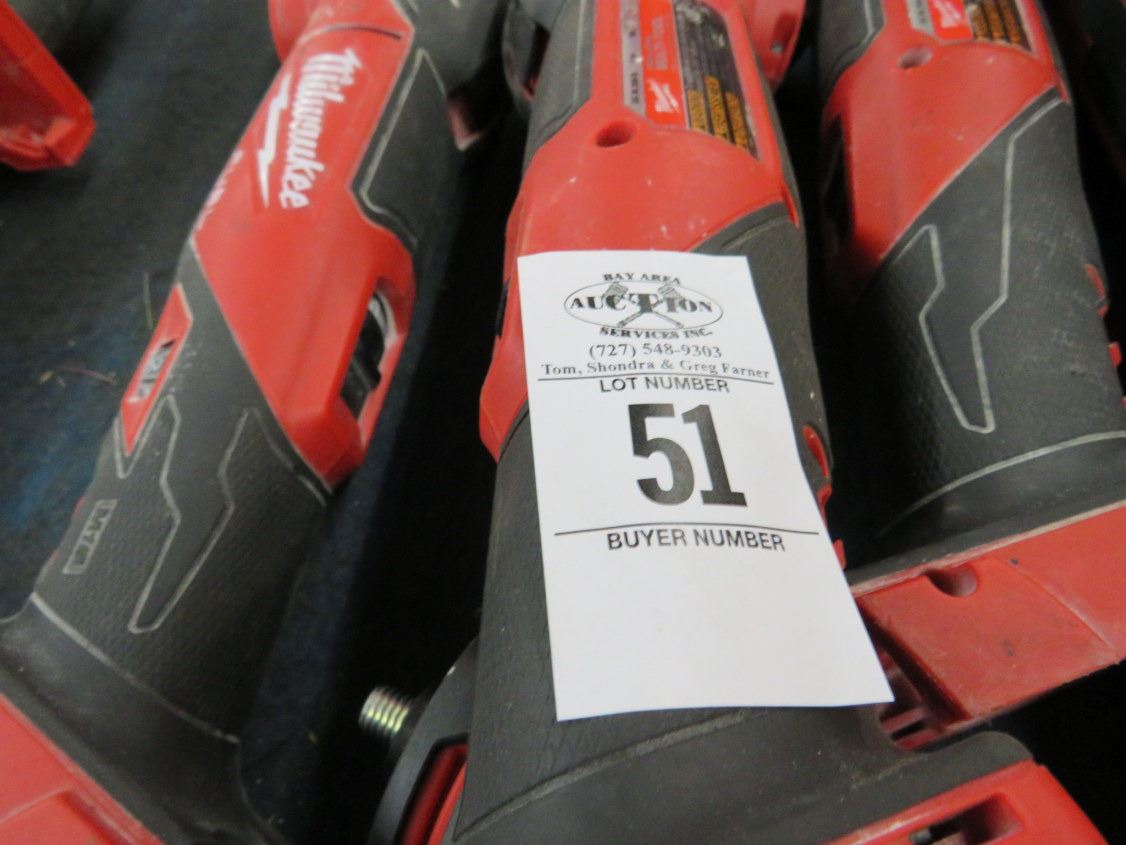 Milwaukee
BAY AREA
AUCTION
SERVICES INC.
(727) 548-9303
Tom, Shondra & Greg Farner
LOT NUMBER
51
BUYER NUMBER